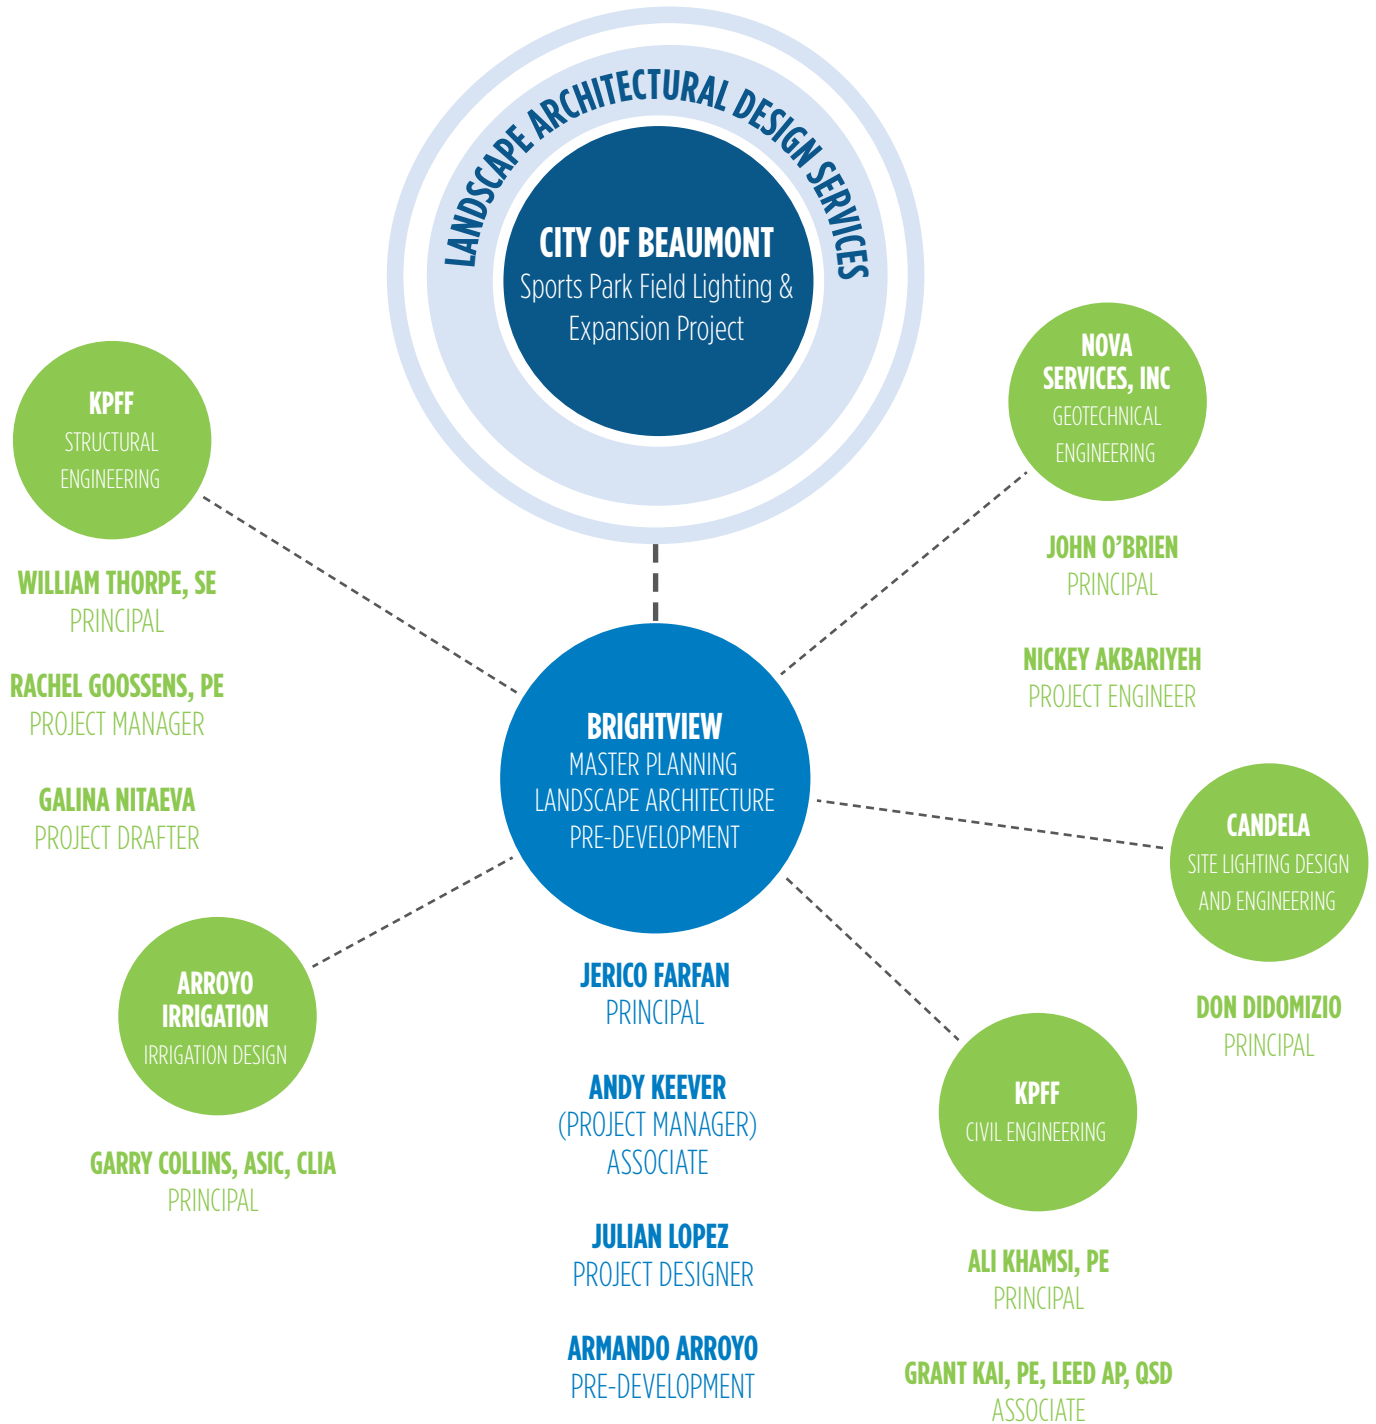 LANDSCAPE ARCHITECTURAL DESIGN SERVICES
CITY OF BEAUMONT
Sports Park Field Lighting &
Expansion Project
KPFF
STRUCTURAL
ENGINEERING
WILLIAM THORPE, SE
PRINCIPAL
RACHEL GOOSSENS, PE
PROJECT MANAGER
GALINA NITAEVA
PROJECT DRAFTER
NOVA
SERVICES, INC
GEOTECHNICAL
ENGINEERING
JOHN O’BRIEN
PRINCIPAL
NICKEY AKBARIYEH
PROJECT ENGINEER
BRIGHTVIEW
MASTER PLANNING
LANDSCAPE ARCHITECTURE
PRE-DEVELOPMENT
JERICO FARFAN
PRINCIPAL
ANDY KEEVER
(PROJECT MANAGER)
ASSOCIATE
JULIAN LOPEZ
PROJECT DESIGNER
ARMANDO ARROYO
PRE-DEVELOPMENT
CANDELA
SITE LIGHTING DESIGN
AND ENGINEERING
DON DIDOMIZIO
PRINCIPAL
ARROYO
IRRIGATION
IRRIGATION DESIGN
GARRY COLLINS, ASIC, CLIA
PRINCIPAL
KPFF
CIVIL ENGINEERING
ALI KHAMSI, PE
PRINCIPAL
GRANT KAI, PE, LEED AP, QSD
ASSOCIATE